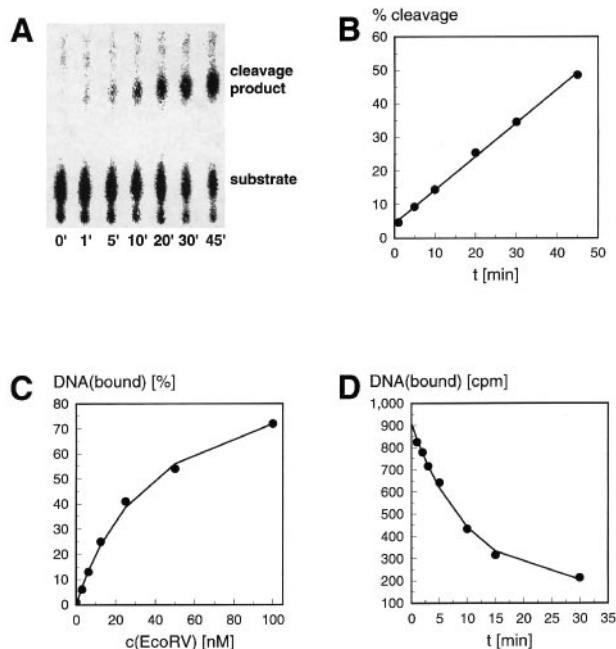 A
cleavage
product
substrate
0' 1' 5' 10' 20' 30' 45'
B
% cleavage
60
50
40
30
20
10
0
0 10 20 30 40 50
t [min]
C
DNA(bound) [%]
80
70
60
50
40
30
20
10
0
0 20 40 60 80 100
c(EcoRV) [nM]
D
DNA(bound) [cpm]
1,000
900
800
700
600
500
400
300
200
100
0 5 10 15 20 25 30 35
t [min]